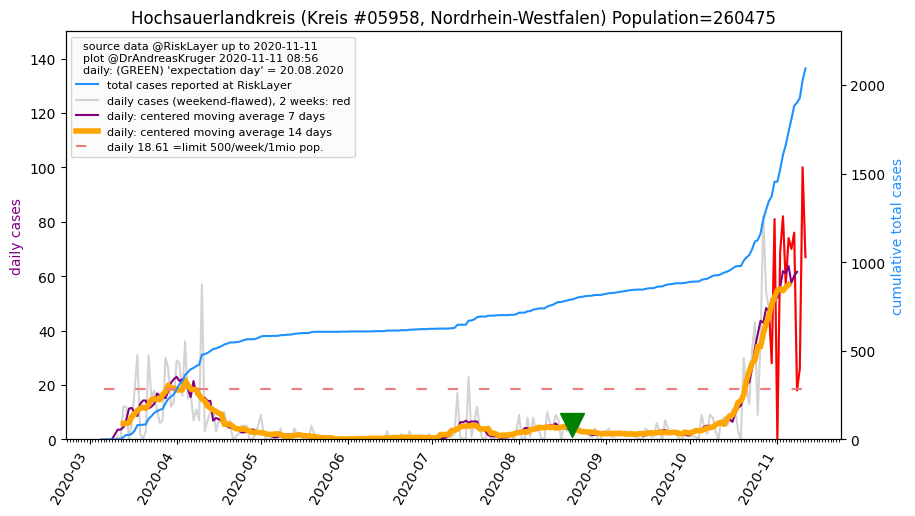 Hochsauerlandkreis (Kreis #05958, Nordrhein-Westfalen) Population=260475
source data @RiskLayer up to 2020-11-11
plot @DrAndreasKruger 2020-11-11 08:56
daily: (GREEN) 'expectation day' = 20.08.2020
total cases reported at RiskLayer
daily cases (weekend-flawed), 2 weeks: red
daily: centered moving average 7 days
daily: centered moving average 14 days
daily 18.61 =limit 500/week/1mio pop.
daily cases
140
120
100
80
60
40
20
0
cumulative total cases
2000
1500
1000
500
0
2020-03
2020-04
2020-05
2020-06
2020-07
2020-08
2020-09
2020-10
2020-11